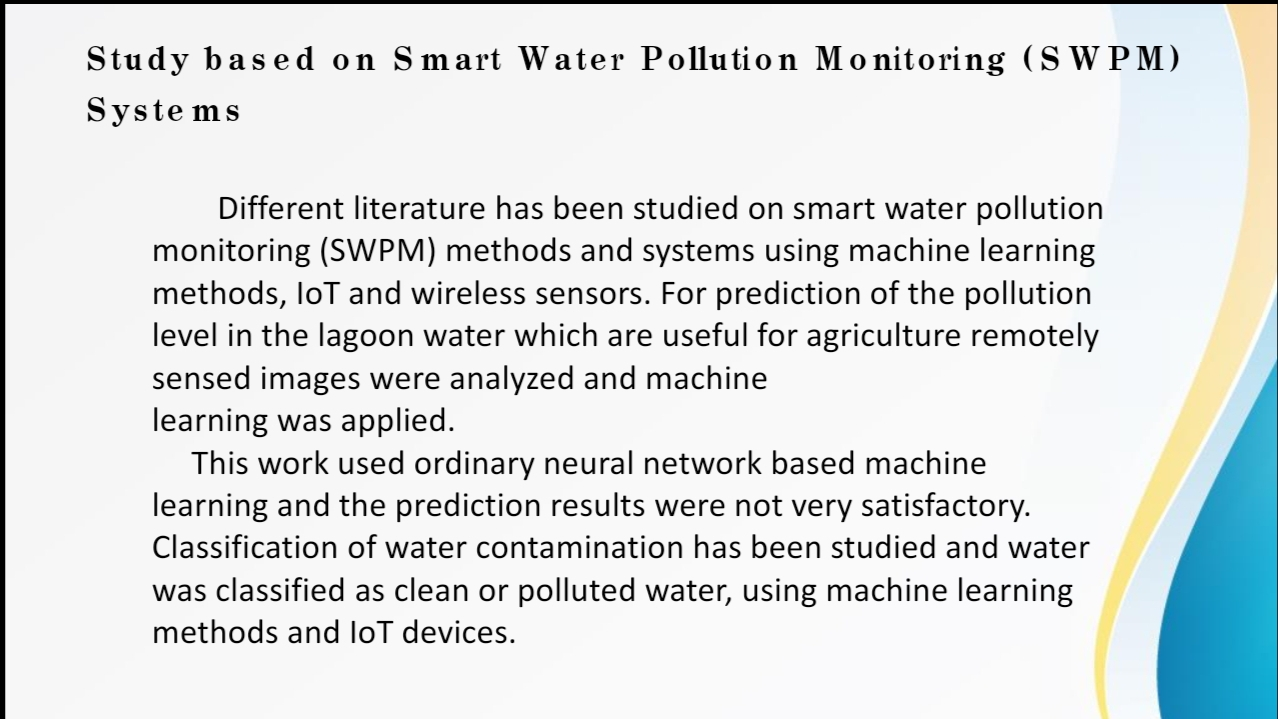 Study based on Smart Water Pollution Monitoring (SWPM)
Systems
Different literature has been studied on smart water pollution
monitoring (SWPM) methods and systems using machine learning
methods, IoT and wireless sensors. For prediction of the pollution
level in the lagoon water which are useful for agriculture remotely
sensed images were analyzed and machine
learning was applied.
This work used ordinary neural network based machine
learning and the prediction results were not very satisfactory.
Classification of water contamination has been studied and water
was classified as clean or polluted water, using machine learning
methods and IoT devices.